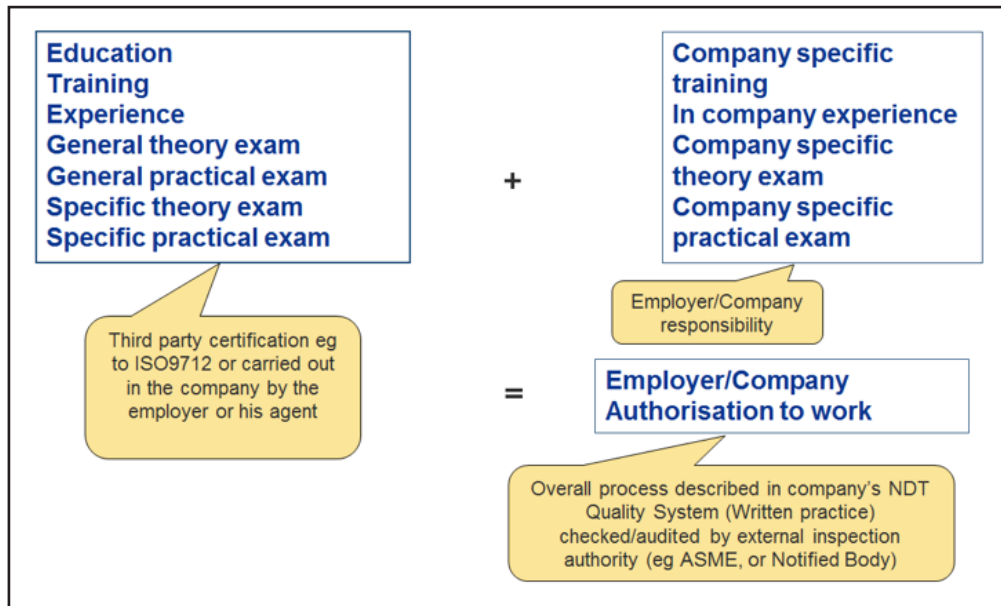 Education
Training
Experience
General theory exam
General practical exam
Specific theory exam
Specific practical exam
+
Company specific
training
In company experience
Company specific
theory exam
Company specific
practical exam
Third party certification eg
to ISO9712 or carried out
in the company by the
employer or his agent
Employer/Company
responsibility
=
Employer/Company
Authorisation to work
Overall process described in company's NDT
Quality System (Written practice)
checked/audited by external inspection
authority (eg ASME, or Notified Body)